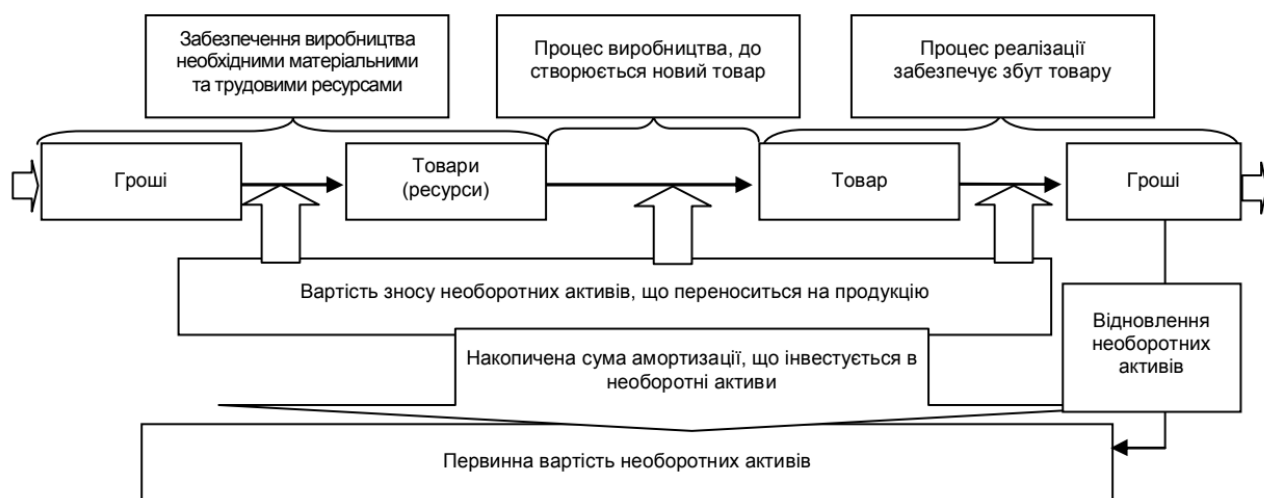 Забезпечення виробництва
необхідними матеріальними
та трудовими ресурсами
Процес виробництва, до
створюється новий товар
Процес реалізації
забезпечує збут товару
Гроші
Товари
(ресурси)
Товар
Гроші
Вартість зносу необоротних активів, що переноситься на продукцію
Накопичена сума амортизації, що інвестується в
необоротні активи
Відновлення
необоротних
активів
Первинна вартість необоротних активів